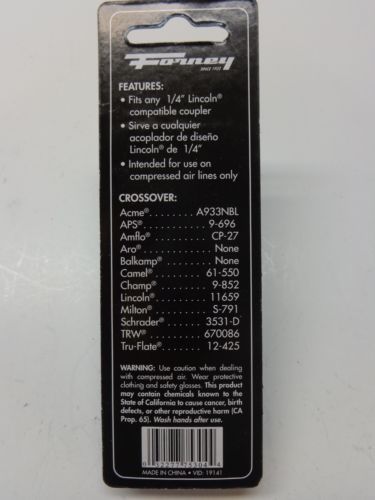 Forney
SINCE 1932
FEATURES:
• Fits any 1/4" Lincoln®
compatible coupler
• Sirve a cualquier
acoplador de diseño
Lincoln® de 1/4"
• Intended for use on
compressed air lines only
CROSSOVER:
Acme® . . . . . . . . A933NBL
APS® . . . . . . . . . . . 9-696
Amflo® . . . . . . . . . . CP-27
Aro® . . . . . . . . . . . . None
Balkamp® . . . . . . . . None
Camel® . . . . . . . . . 61-550
Champ® . . . . . . . . . 9-852
Lincoln® . . . . . . . . . 11659
Milton® . . . . . . . . . . S-791
Schrader® . . . . . . . 3531-D
TRW® . . . . . . . . . 670086
Tru-Flate® . . . . . . . 12-425
WARNING: Use caution when dealing
with compressed air. Wear protective
clothing and safety glasses. This product
may contain chemicals known to the
State of California to cause cancer, birth
defects, or other reproductive harm (CA
Prop. 65). Wash hands after use.
MADE IN CHINA • VID: 19141